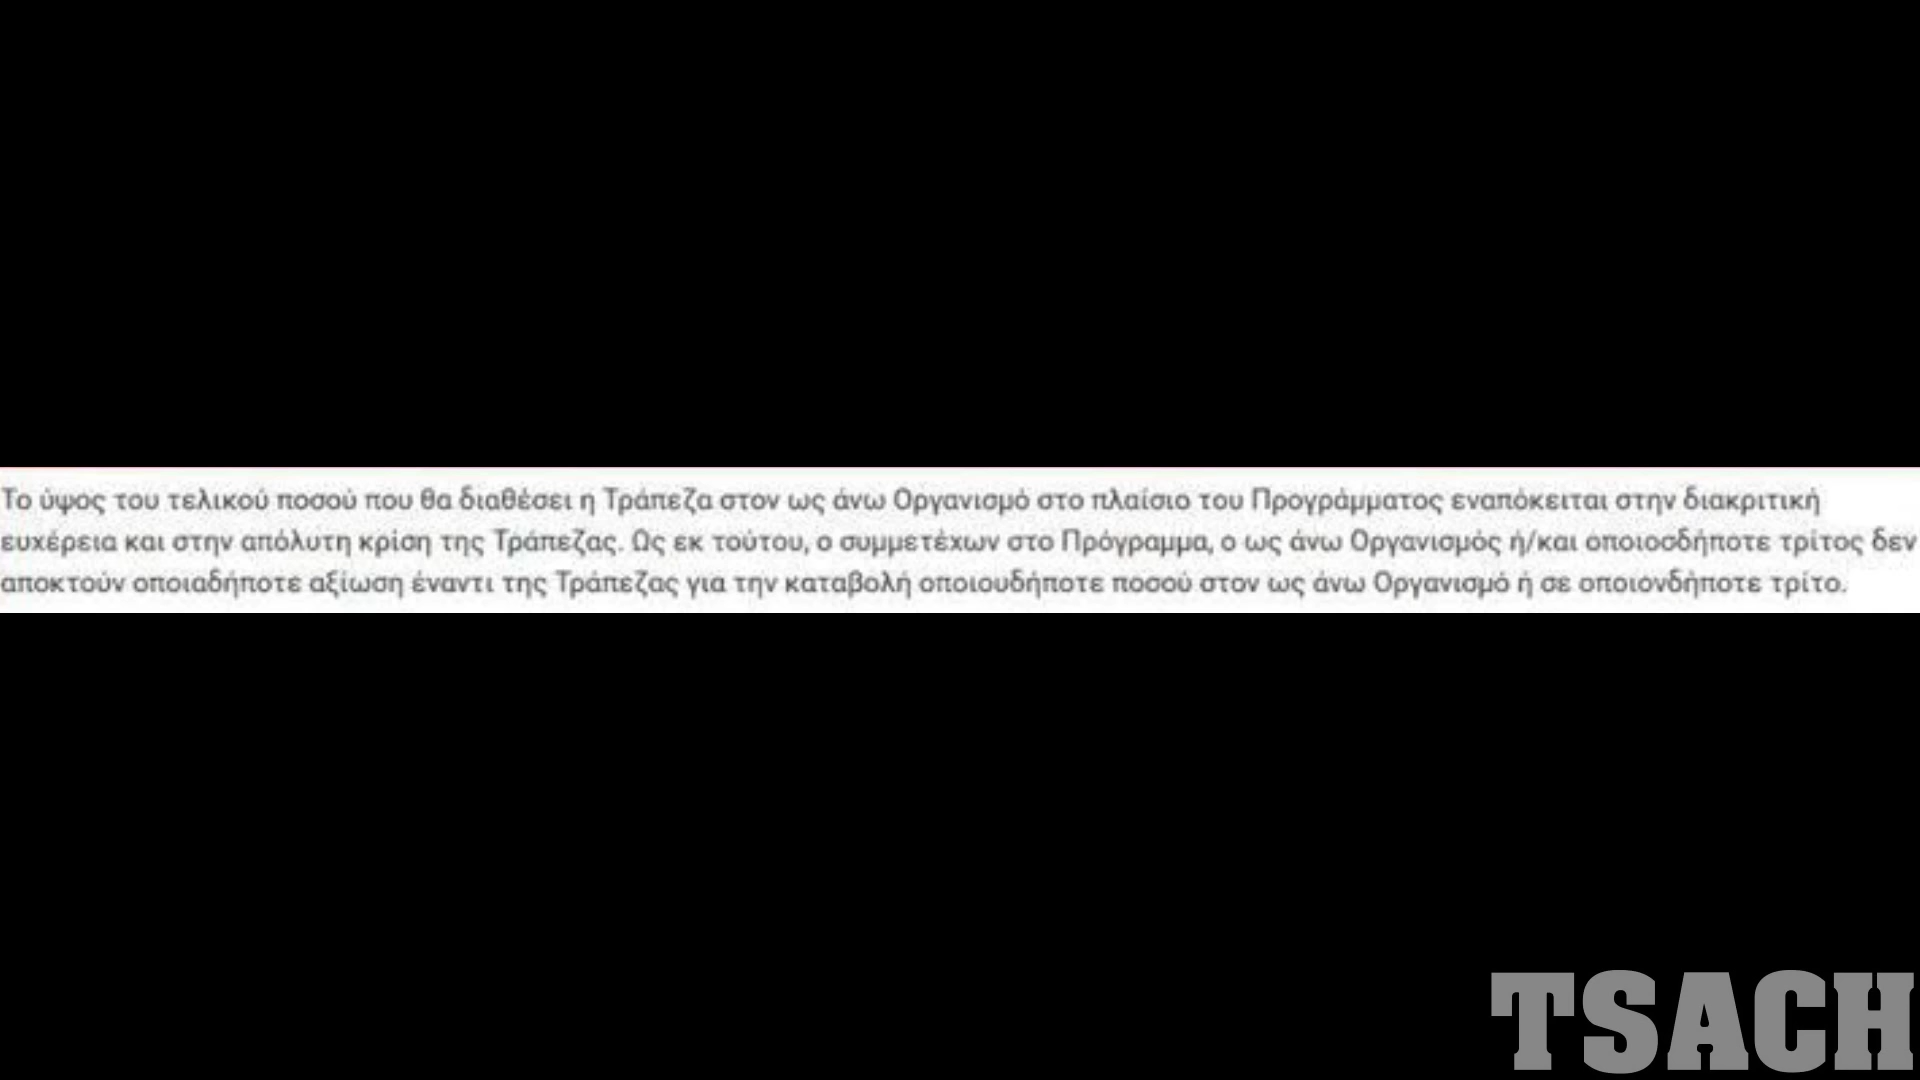 Το ύψος του τελικού ποσού που θα διαθέσει η Τράπεζα στον ως άνω Οργανισμό στο πλαίσιο του Προγράμματος εναπόκειται στην διακριτική
ευχέρεια και στην απόλυτη κρίση της Τράπεζας. Ως εκ τούτου, ο συμμετέχων στο Πρόγραμμα, ο ως άνω Οργανισμός ή/και οποιοσδήποτε τρίτος δεν
αποκτούν οποιαδήποτε αξίωση έναντι της Τράπεζας για την καταβολή οποιουδήποτε ποσού στον ως άνω Οργανισμό ή σε οποιονδήποτε τρίτο.
TSACH